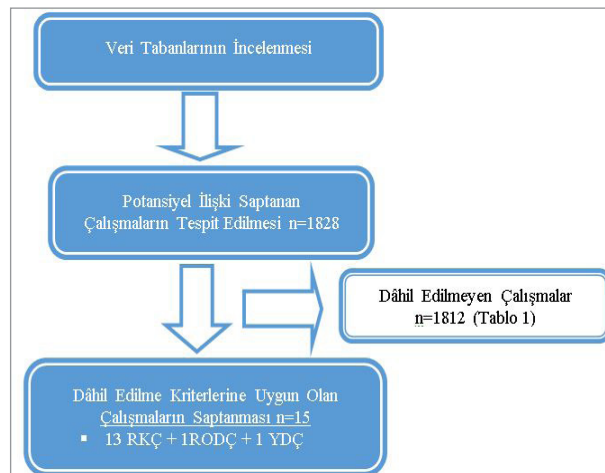 Veri Tabanlarının İncelenmesi
Potansiyel İlişki Saptanan
Çalışmaların Tespit Edilmesi n=1828
Dâhil Edilmeyen Çalışmalar
n=1812 (Tablo 1)
Dâhil Edilme Kriterlerine Uygun Olan
Çalışmaların Saptanması n=15
▪ 13 RKÇ + 1RODÇ + 1 YDÇ